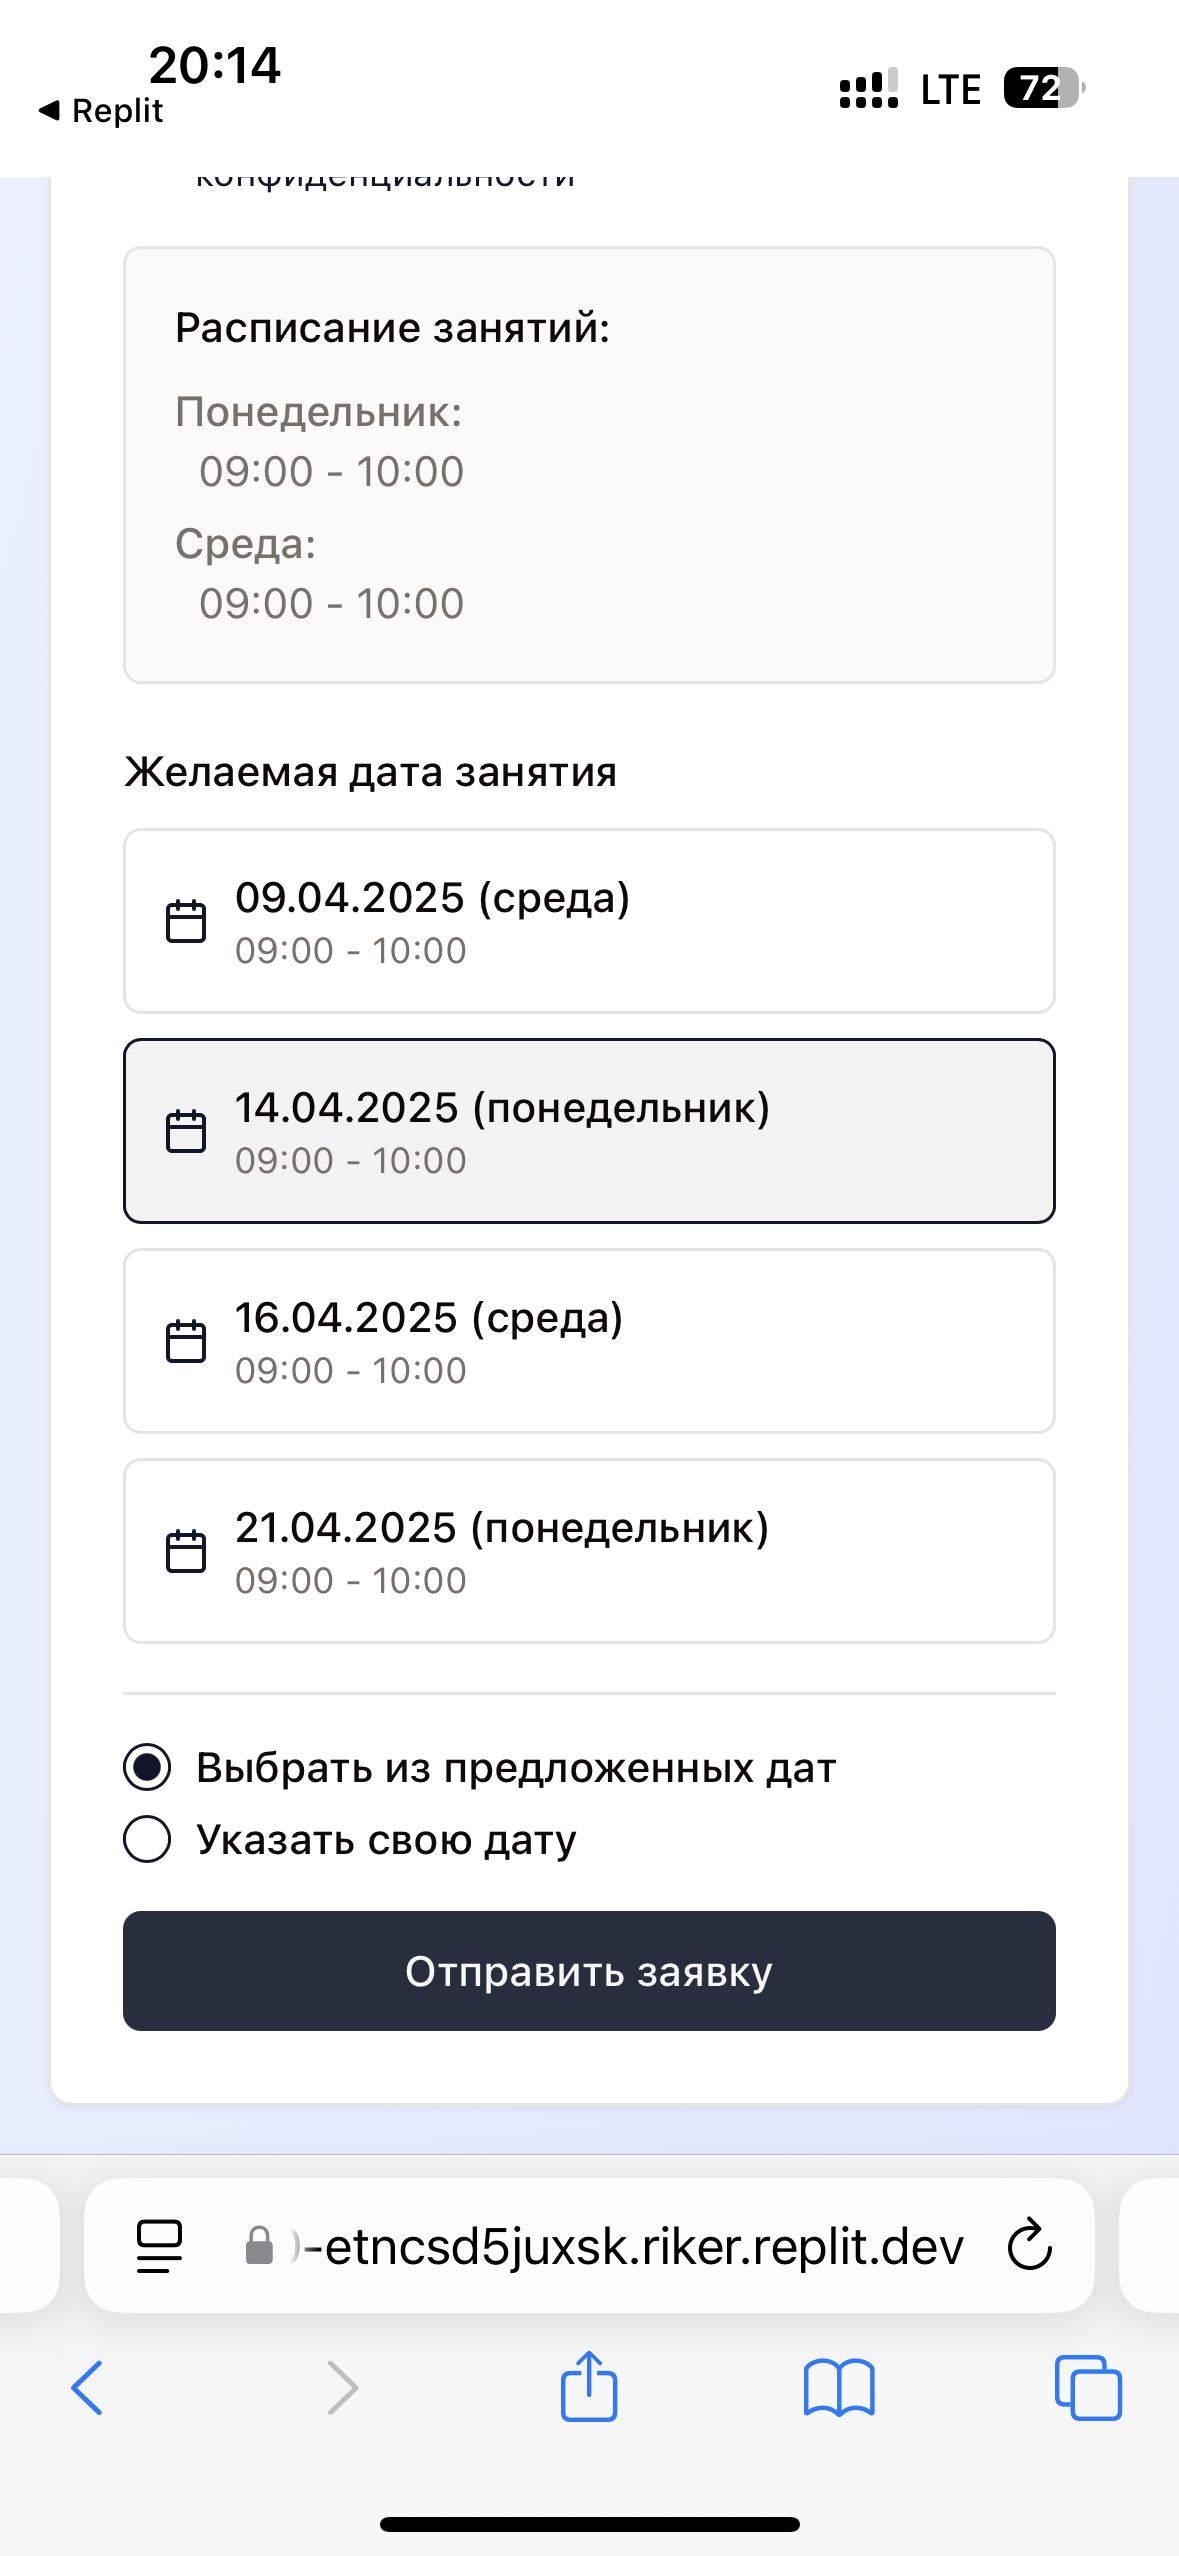 20:14
Replit
LTE
72
конфиденциальности
Расписание занятий:
Понедельник:
09:00 - 10:00
Среда:
09:00 - 10:00
Желаемая дата занятия
09.04.2025 (среда)
09:00 - 10:00
14.04.2025 (понедельник)
09:00 - 10:00
16.04.2025 (среда)
09:00 - 10:00
21.04.2025 (понедельник)
09:00 - 10:00
Выбрать из предложенных дат
Указать свою дату
Отправить заявку
-etncsd5juxsk.riker.replit.dev